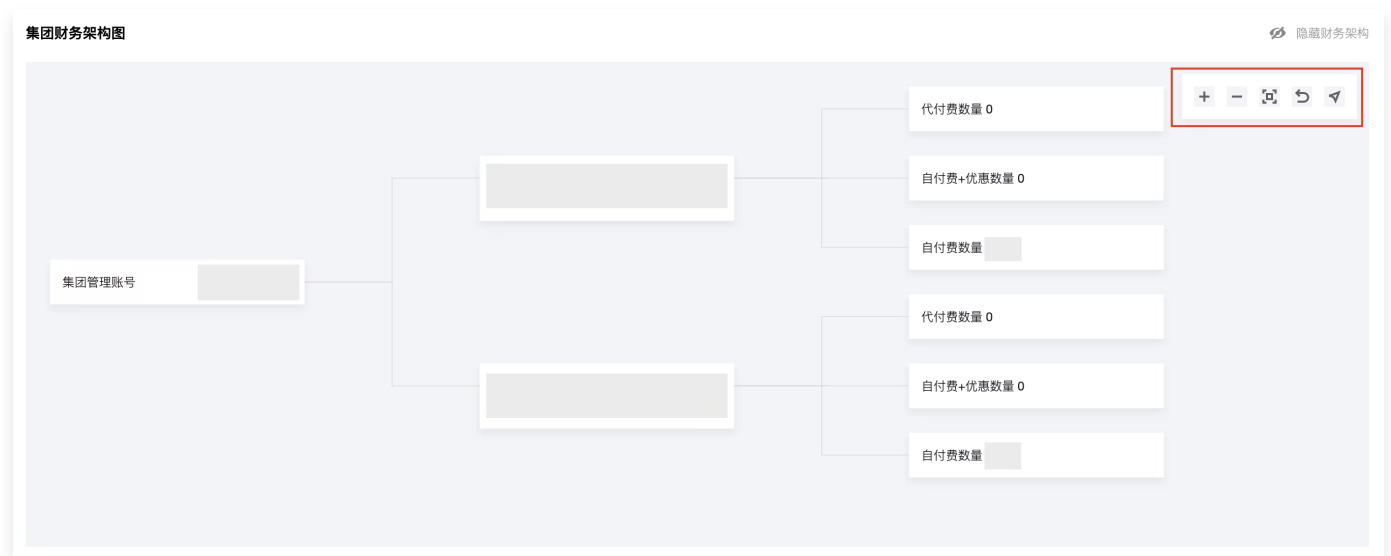 集团财务架构图
隐藏财务架构
代付费数量 0
自付费+优惠数量 0
自付费数量
集团管理账号
代付费数量 0
自付费+优惠数量 0
自付费数量